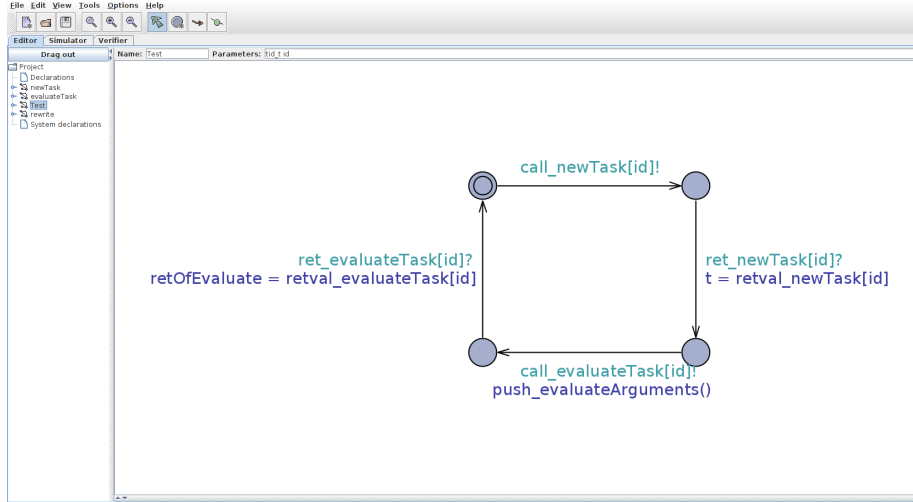 File Edit View Tools Options Help
Editor Simulator Verifier
Drag out
Name: Test Parameters: tid_t id
Project
Declarations
newTask
evaluateTask
Test
rewrite
System declarations
call_newTask[id]!
ret_evaluateTask[id]?
retOfEvaluate = retval_evaluateTask[id]
ret_newTask[id]?
t = retval_newTask[id]
call_evaluateTask[id]!
push_evaluateArguments()